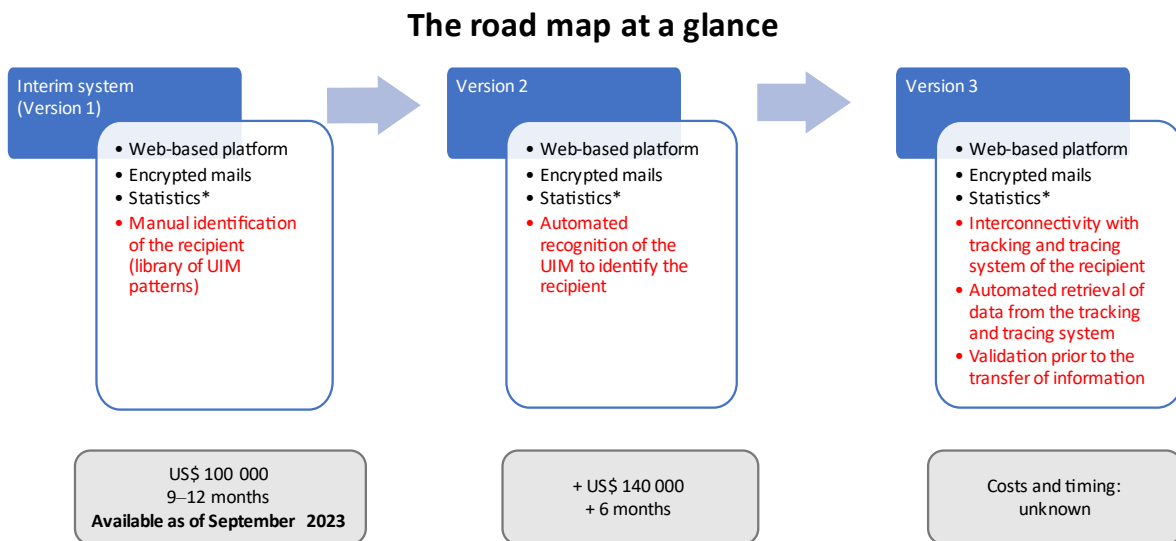 The road map at a glance
Interim system
(Version 1)
• Web-based platform
• Encrypted mails
• Statistics*
• Manual identification
of the recipient
(library of UIM
patterns)
US$ 100 000
9–12 months
Available as of September 2023
Version 2
• Web-based platform
• Encrypted mails
• Statistics*
• Automated
recognition of the
UIM to identify the
recipient
+ US$ 140 000
+ 6 months
Version 3
• Web-based platform
• Encrypted mails
• Statistics*
• Interconnectivity with
tracking and tracing
system of the recipient
• Automated retrieval of
data from the tracking
and tracing system
• Validation prior to the
transfer of information
Costs and timing:
unknown